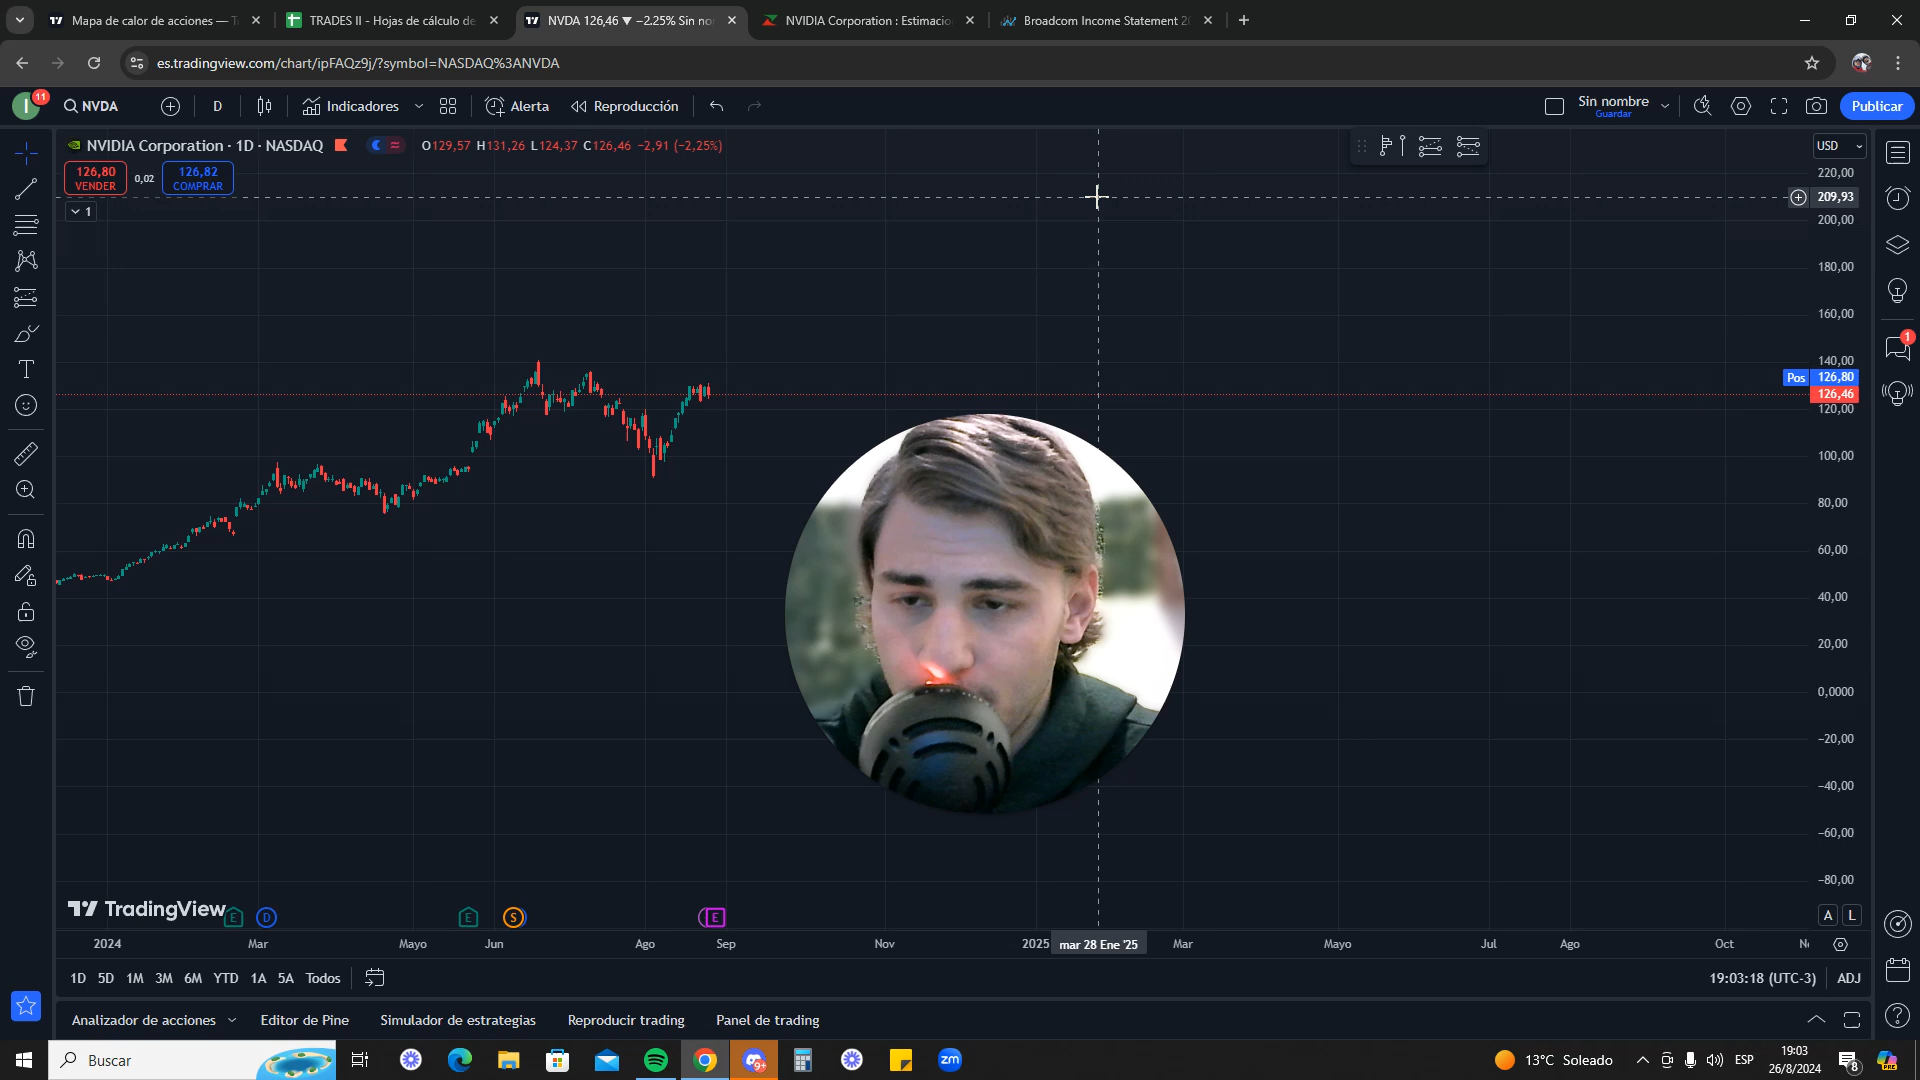 Mapa de calor de acciones —
TRADES II - Hojas de cálculo de
NVDA 126,46 ▼ −2.25% Sin no
NVIDIA Corporation : Estimacio
Broadcom Income Statement 20
es.tradingview.com/chart/ipFAQz9j/?symbol=NASDAQ%3ANVDA
I
11
NVDA
D
Indicadores
Alerta
Reproducción
Sin nombre
Guardar
Publicar
NVIDIA Corporation · 1D · NASDAQ
O129,57 H131,26 L124,37 C126,46 −2,91 (−2,25%)
USD
126,80
VENDER
0,02
126,82
COMPRAR
1
220,00
209,93
200,00
180,00
160,00
140,00
Pos 126,80
126,46
120,00
100,00
80,00
60,00
40,00
20,00
0,0000
−20,00
−40,00
−60,00
−80,00
1
TradingView
E
D
E
S
E
A
L
2024
Mar
Mayo
Jun
Ago
Sep
Nov
2025
mar 28 Ene '25
Mar
Mayo
Jul
Ago
Oct
1D 5D 1M 3M 6M YTD 1A 5A Todos
19:03:18 (UTC-3)
ADJ
Analizador de acciones
Editor de Pine
Simulador de estrategias
Reproducir trading
Panel de trading
Buscar
9+
zm
13°C Soleado
ESP
19:03
26/8/2024
8